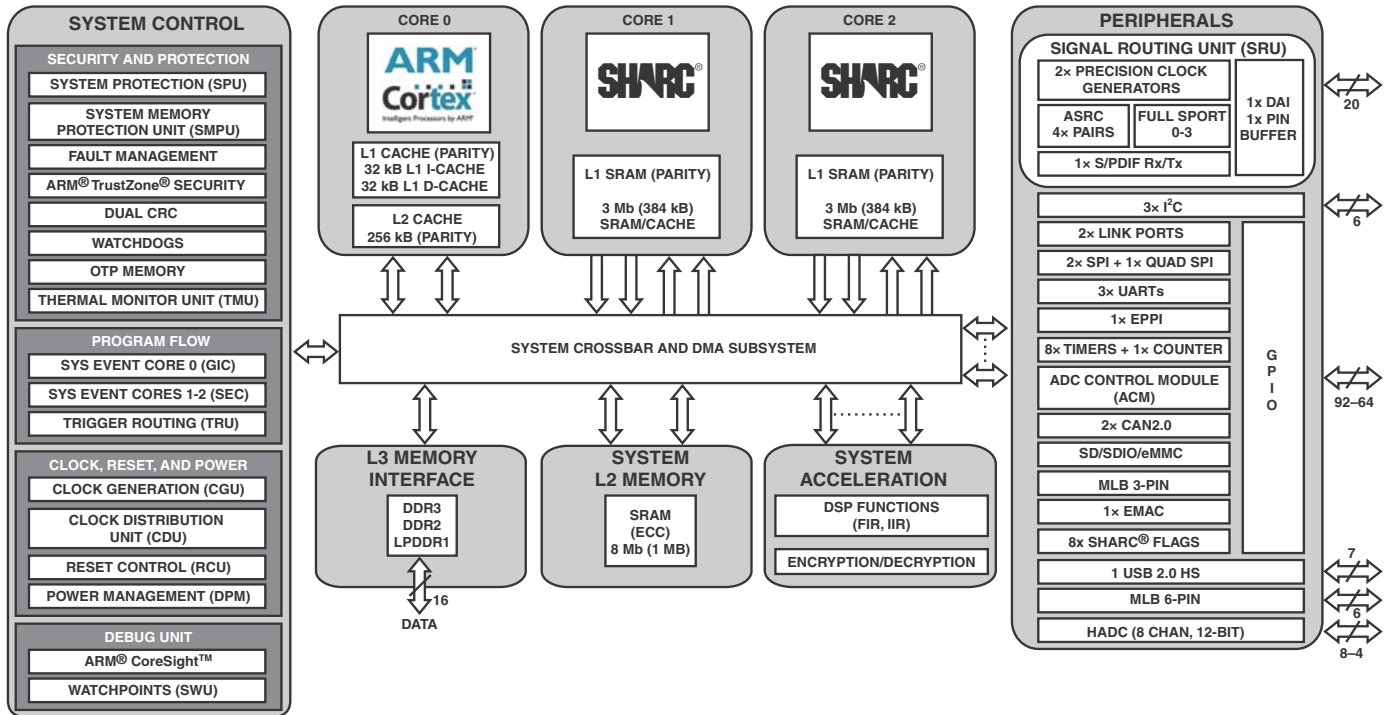 SYSTEM CONTROL
SECURITY AND PROTECTION
SYSTEM PROTECTION (SPU)
SYSTEM MEMORY
PROTECTION UNIT (SMPU)
FAULT MANAGEMENT
ARM® TrustZone® SECURITY
DUAL CRC
WATCHDOGS
OTP MEMORY
THERMAL MONITOR UNIT (TMU)
PROGRAM FLOW
SYS EVENT CORE 0 (GIC)
SYS EVENT CORES 1-2 (SEC)
TRIGGER ROUTING (TRU)
CLOCK, RESET, AND POWER
CLOCK GENERATION (CGU)
CLOCK DISTRIBUTION
UNIT (CDU)
RESET CONTROL (RCU)
POWER MANAGEMENT (DPM)
DEBUG UNIT
ARM® CoreSight™
WATCHPOINTS (SWU)
CORE 0
ARM
Cortex®
Intelligent Processors by ARM®
L1 CACHE (PARITY)
32 kB L1 I-CACHE
32 kB L1 D-CACHE
L2 CACHE
256 kB (PARITY)
CORE 1
SHARC®
L1 SRAM (PARITY)
3 Mb (384 kB)
SRAM/CACHE
CORE 2
SHARC®
L1 SRAM (PARITY)
3 Mb (384 kB)
SRAM/CACHE
SYSTEM CROSSBAR AND DMA SUBSYSTEM
L3 MEMORY
INTERFACE
DDR3
DDR2
LPDDR1
16
DATA
SYSTEM
L2 MEMORY
SRAM
(ECC)
8 Mb (1 MB)
SYSTEM
ACCELERATION
DSP FUNCTIONS
(FIR, IIR)
ENCRYPTION/DECRYPTION
PERIPHERALS
SIGNAL ROUTING UNIT (SRU)
2× PRECISION CLOCK
GENERATORS
ASRC
4× PAIRS
FULL SPORT
0-3
1× S/PDIF Rx/Tx
1x DAI
1x PIN
BUFFER
20
3× I²C
6
2× LINK PORTS
2× SPI + 1× QUAD SPI
3× UARTs
1× EPPI
8× TIMERS + 1× COUNTER
ADC CONTROL MODULE
(ACM)
2× CAN2.0
SD/SDIO/eMMC
MLB 3-PIN
1× EMAC
8x SHARC® FLAGS
G
P
I
O
92–64
1 USB 2.0 HS
7
MLB 6-PIN
6
HADC (8 CHAN, 12-BIT)
8–4